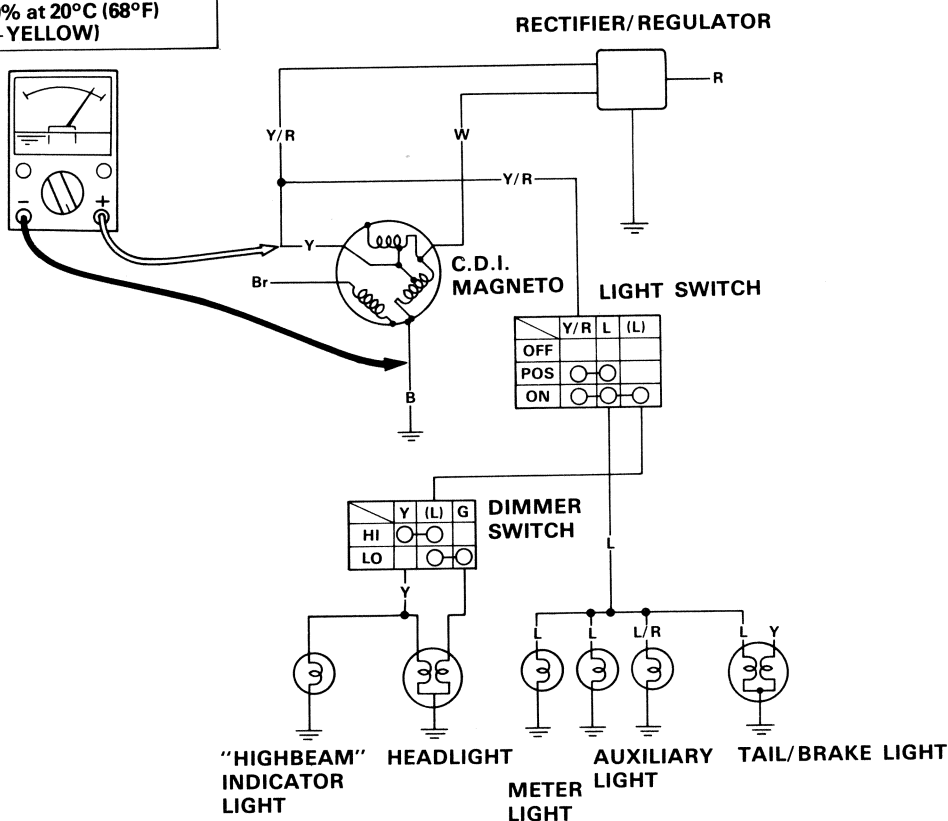 % at 20°C (68°F)
- YELLOW)
RECTIFIER/REGULATOR
R
Y/R
W
Y/R
− +
Y
Br
C.D.I.
MAGNETO
LIGHT SWITCH
Y/R L (L)
OFF
POS
ON
B
DIMMER
SWITCH
Y (L) G
HI
LO
L
Y
L L L/R L Y
"HIGHBEAM"
INDICATOR
LIGHT
HEADLIGHT
METER
LIGHT
AUXILIARY
LIGHT
TAIL/BRAKE LIGHT